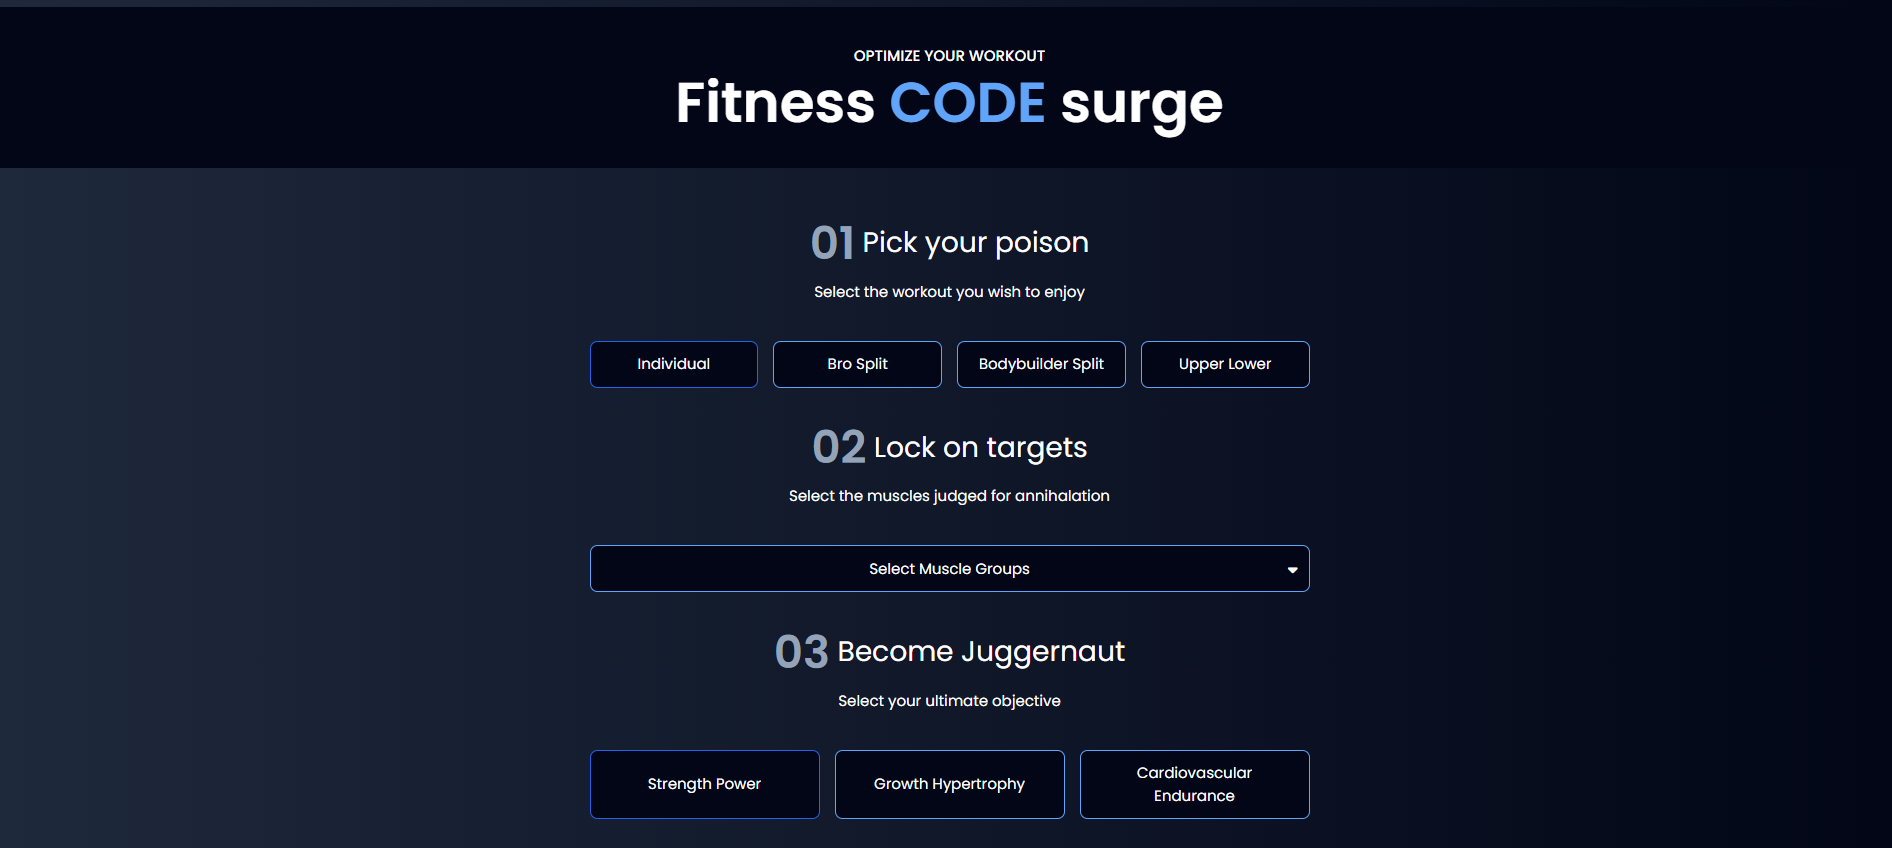 OPTIMIZE YOUR WORKOUT
Fitness CODE surge
01 Pick your poison
Select the workout you wish to enjoy
Individual
Bro Split
Bodybuilder Split
Upper Lower
02 Lock on targets
Select the muscles judged for annihalation
Select Muscle Groups
03 Become Juggernaut
Select your ultimate objective
Strength Power
Growth Hypertrophy
Cardiovascular
Endurance